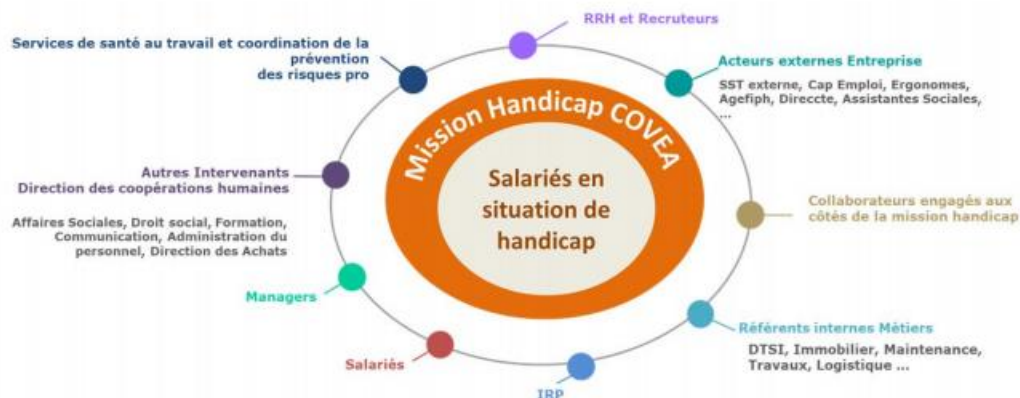 RRH et Recruteurs
Services de santé au travail et coordination de la
prévention
des risques pro
Acteurs externes Entreprise
SST externe, Cap Emploi, Ergonomes,
Agefiph, Direccte, Assistantes Sociales,
...
Mission Handicap COVEA
Salariés en
situation de
handicap
Autres Intervenants
Direction des coopérations humaines
Affaires Sociales, Droit social, Formation,
Communication, Administration du
personnel, Direction des Achats
Collaborateurs engagés aux
côtés de la mission handicap
Managers
Référents internes Métiers
DTSI, Immobilier, Maintenance,
Travaux, Logistique ...
Salariés
IRP